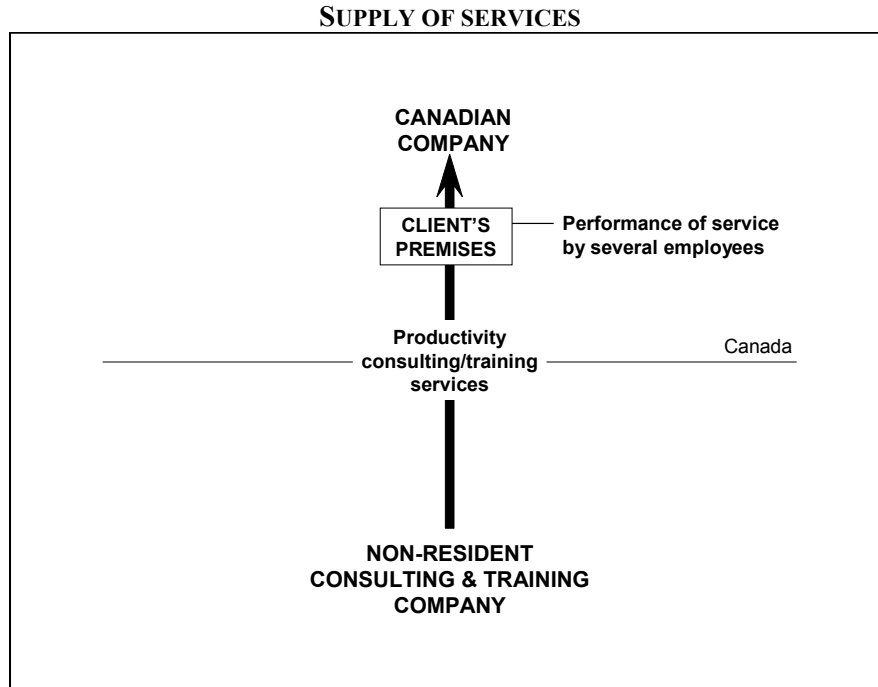 SUPPLY OF SERVICES
CANADIAN
COMPANY
CLIENT'S
PREMISES
Performance of service
by several employees
Productivity
consulting/training
services
Canada
NON-RESIDENT
CONSULTING & TRAINING
COMPANY